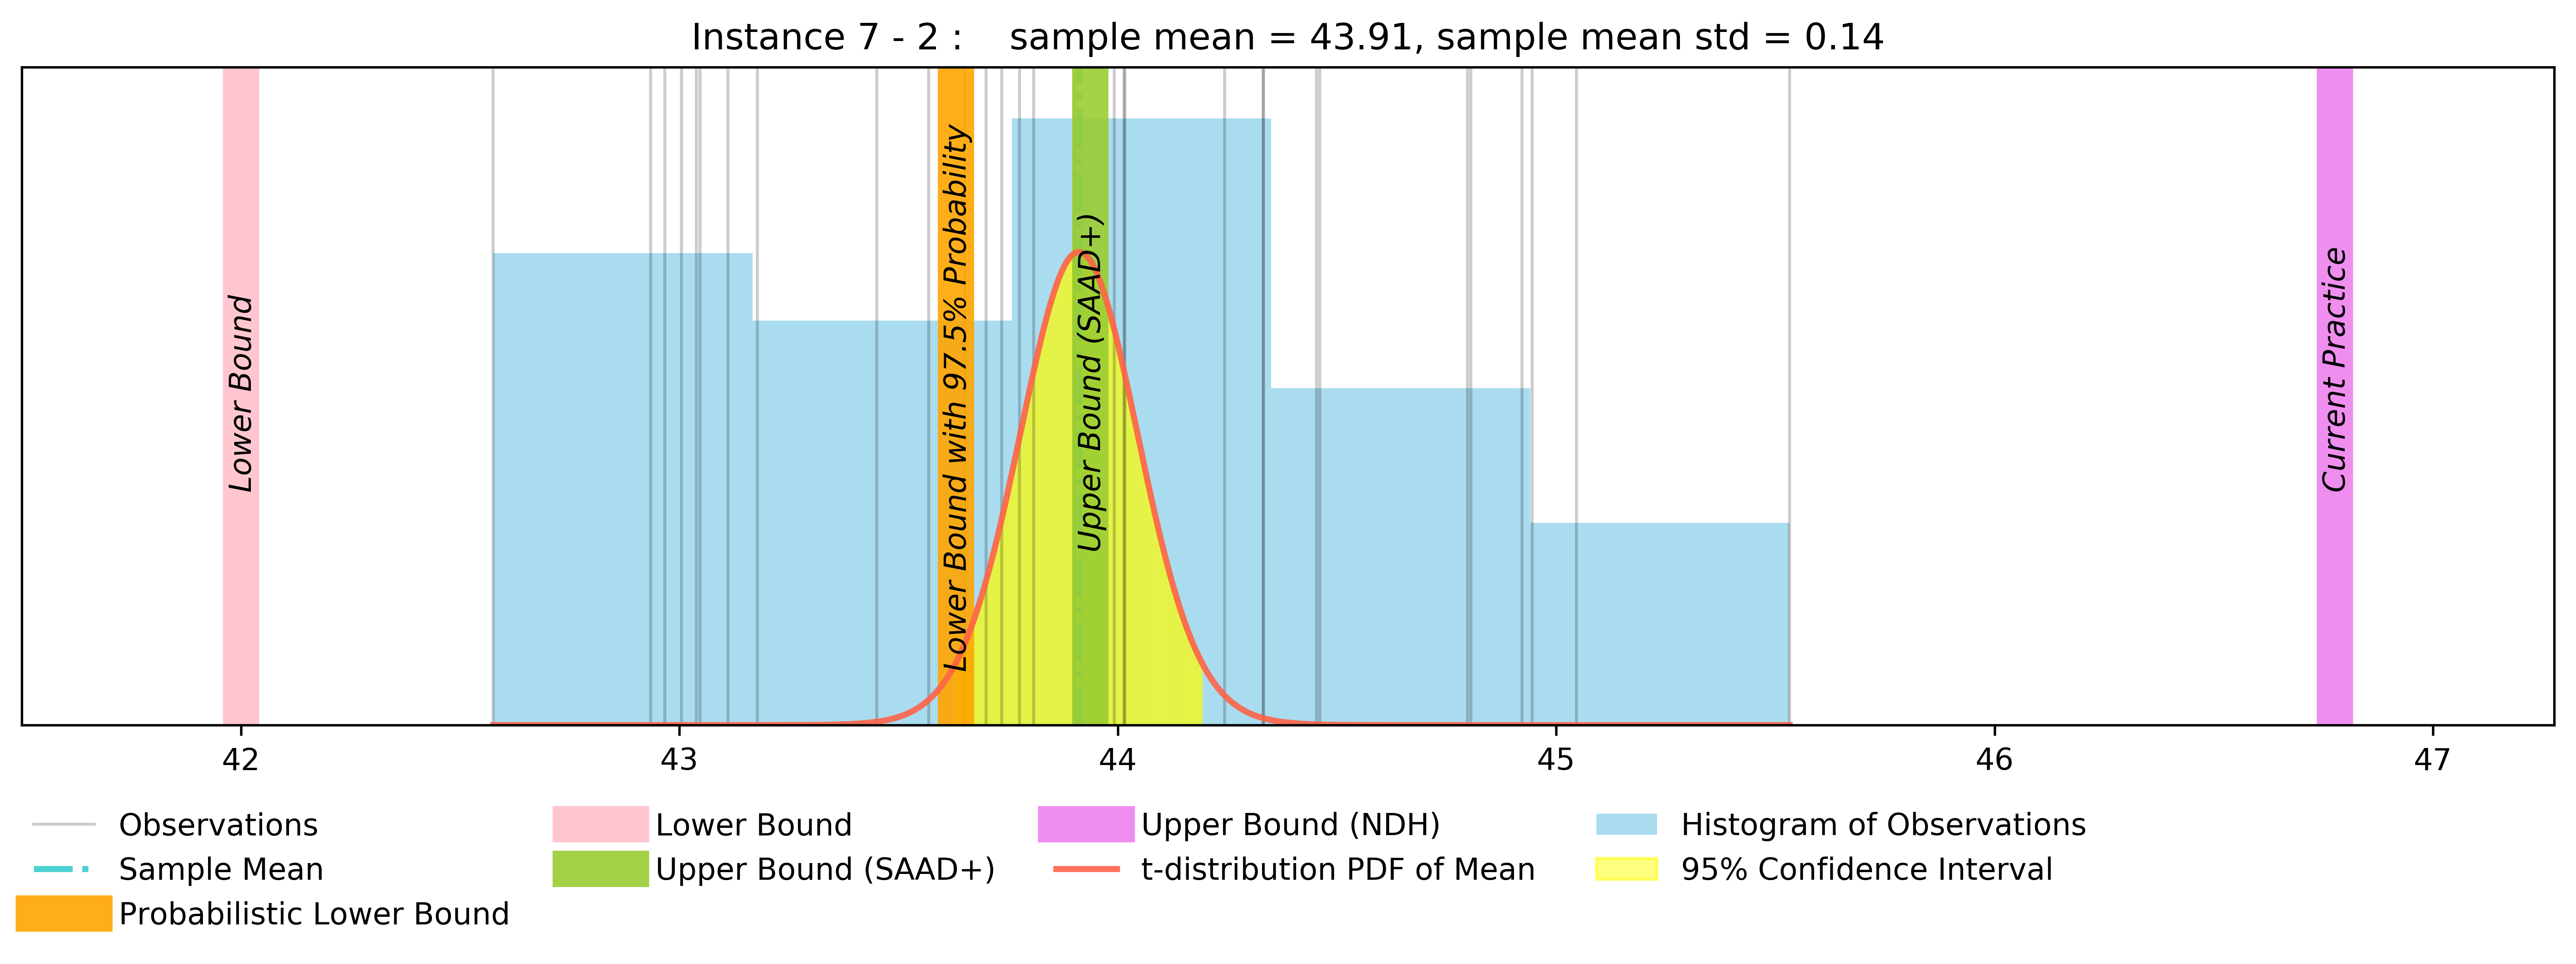 Instance 7 - 2 :    sample mean = 43.91, sample mean std = 0.14
Lower Bound
Lower Bound with 97.5% Probability
Upper Bound (SAAD+)
Current Practice
42 43 44 45 46 47
Observations
Sample Mean
Probabilistic Lower Bound
Lower Bound
Upper Bound (SAAD+)
Upper Bound (NDH)
t-distribution PDF of Mean
Histogram of Observations
95% Confidence Interval